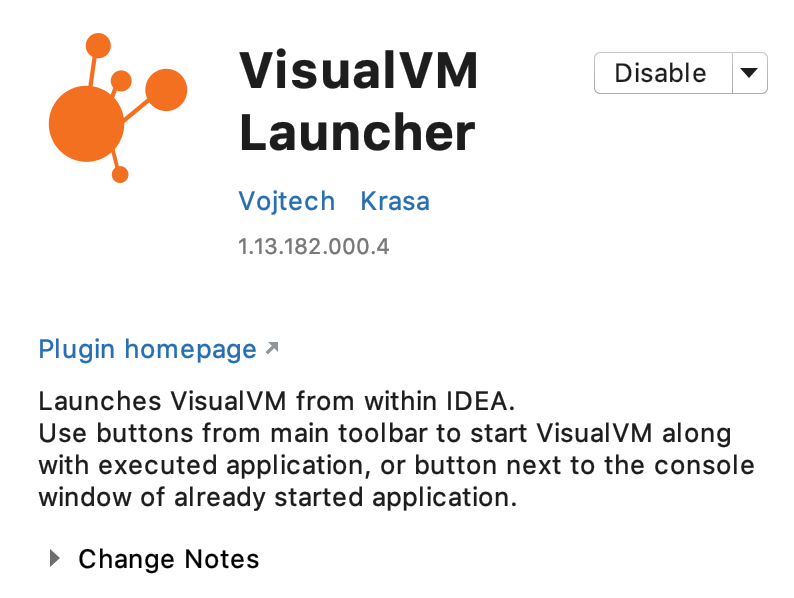 VisualVM
Launcher
Disable
Vojtech Krasa
1.13.182.000.4
Plugin homepage
Launches VisualVM from within IDEA.
Use buttons from main toolbar to start VisualVM along
with executed application, or button next to the console
window of already started application.
Change Notes